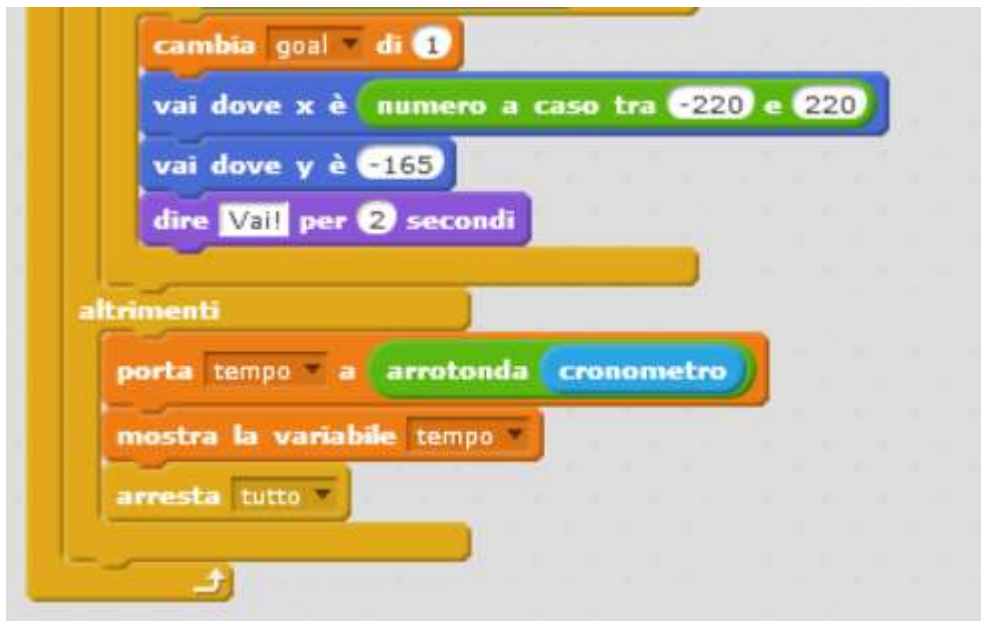 cambia goal di 1
vai dove x è numero a caso tra -220 e 220
vai dove y è -165
dire Vai! per 2 secondi
altrimenti
porta tempo a arrotonda cronometro
mostra la variabile tempo
arresta tutto